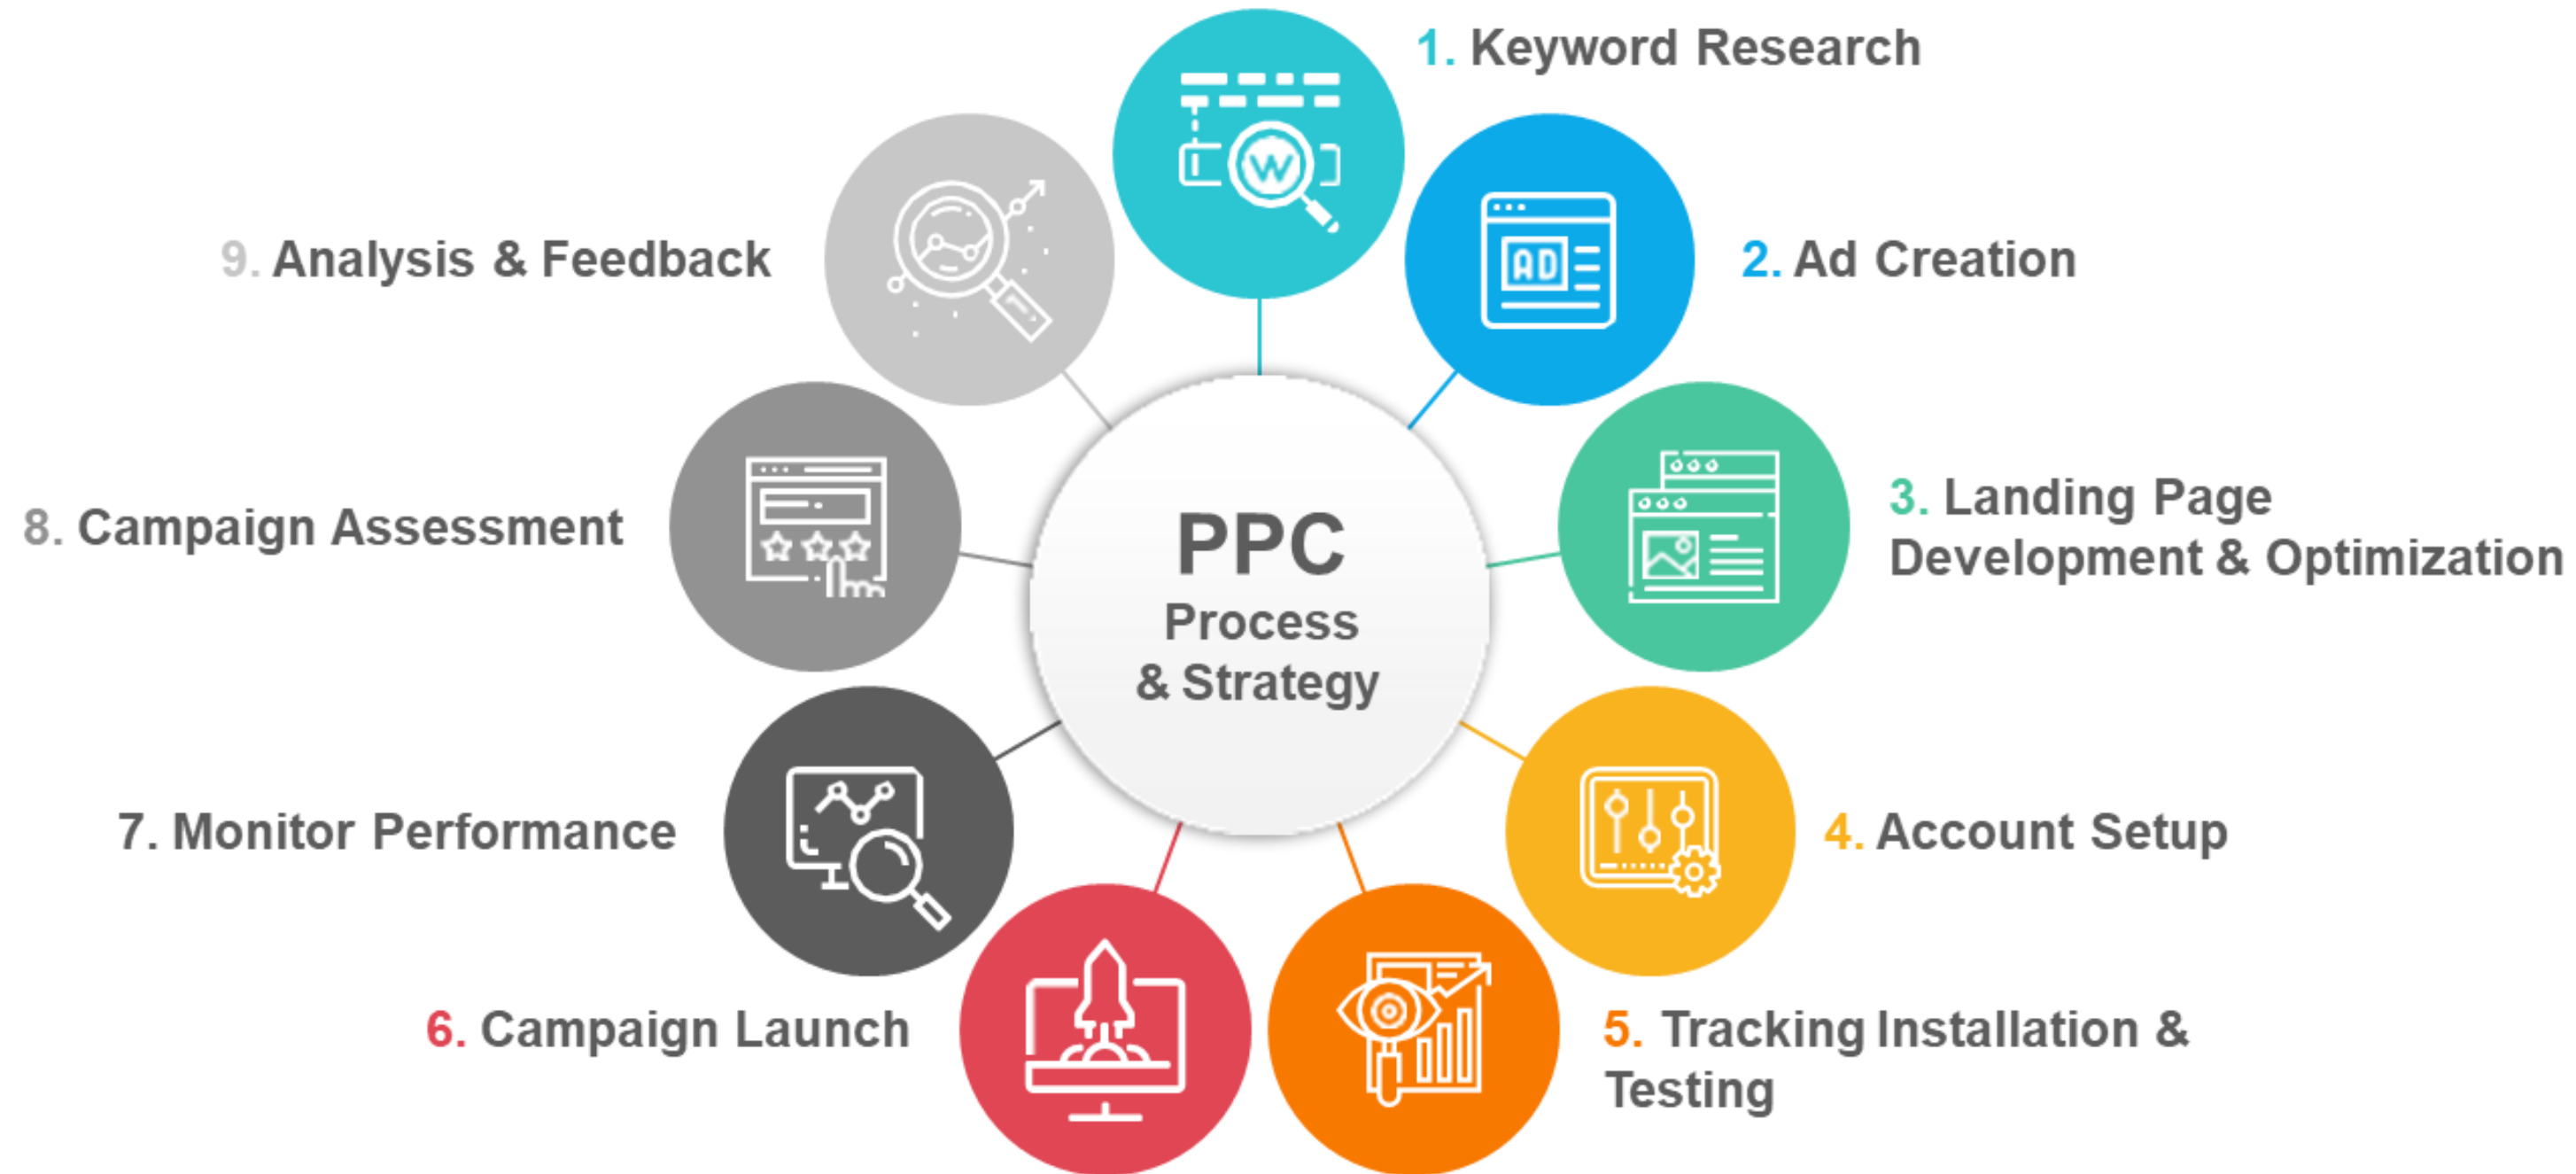 1. Keyword Research
2. Ad Creation
3. Landing Page
Development & Optimization
4. Account Setup
5. Tracking Installation &
Testing
6. Campaign Launch
7. Monitor Performance
8. Campaign Assessment
9. Analysis & Feedback
PPC
Process
& Strategy
W
AD